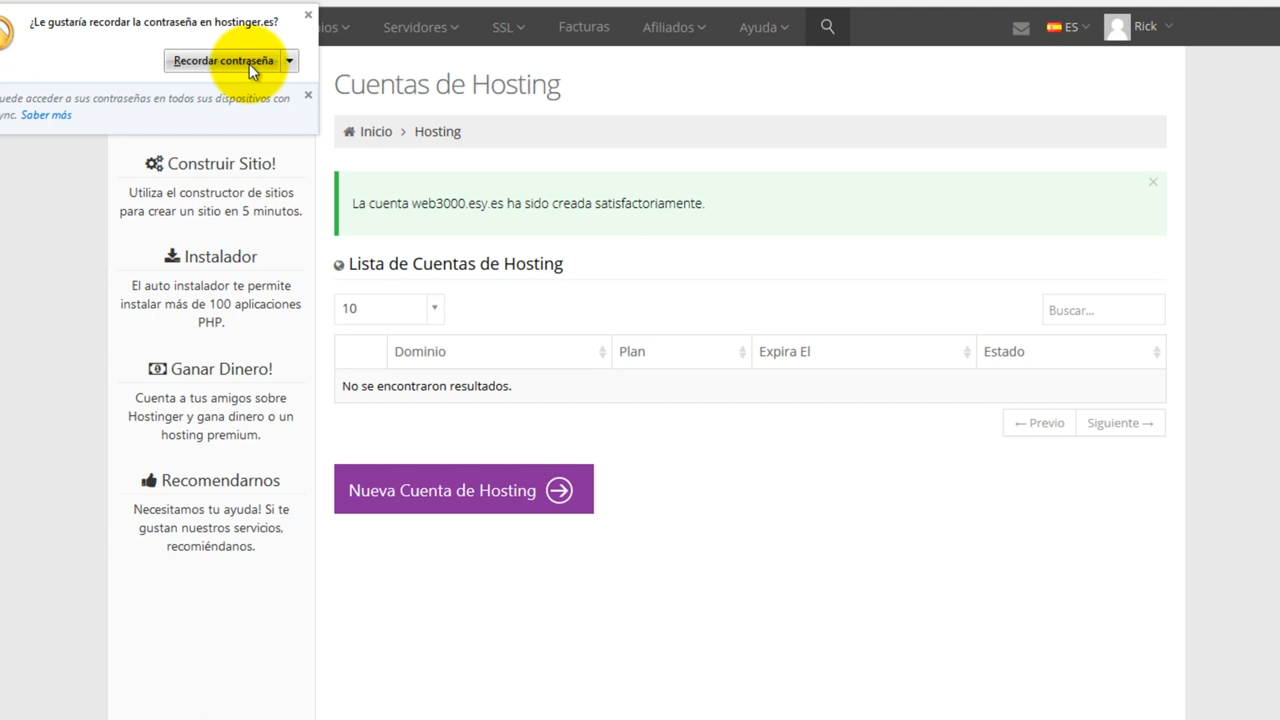 ¿Le gustaría recordar la contraseña en hostinger.es?
Recordar contraseña
uede acceder a sus contraseñas en todos sus dispositivos con
ync. Saber más
ios
Servidores
SSL
Facturas
Afiliados
Ayuda
ES
Rick
Cuentas de Hosting
Inicio > Hosting
La cuenta web3000.esy.es ha sido creada satisfactoriamente.
Construir Sitio!
Utiliza el constructor de sitios
para crear un sitio en 5 minutos.
Instalador
El auto instalador te permite
instalar más de 100 aplicaciones
PHP.
Ganar Dinero!
Cuenta a tus amigos sobre
Hostinger y gana dinero o un
hosting premium.
Recomendarnos
Necesitamos tu ayuda! Si te
gustan nuestros servicios,
recomiéndanos.
Lista de Cuentas de Hosting
10
Buscar...
Dominio
Plan
Expira El
Estado
No se encontraron resultados.
← Previo
Siguiente →
Nueva Cuenta de Hosting